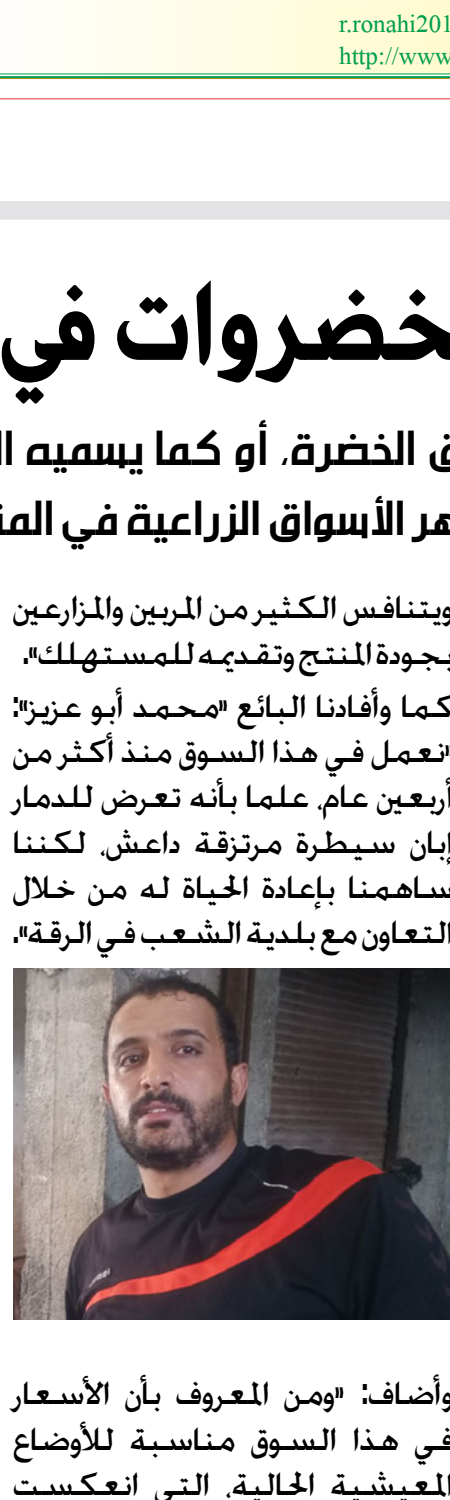 r.ronahi201
http://www
خضروات في
ق الخضرة، أو كما يسميه ا
هر الأسواق الزراعية في المن
ويتنافس الكثير من المربين والمزارعين
بجودة المنتج وتقديمه للمستهلك».
كما وأفادنا البائع «محمد أبو عزيز»:
«نعمل في هذا السوق منذ أكثر من
أربعين عام، علما بأنه تعرض للدمار
إبان سيطرة مرتزقة داعش، لكننا
ساهمنا بإعادة الحياة له من خلال
التعاون مع بلدية الشعب في الرقة».
وأضاف: «ومن المعروف بأن الأسعار
في هذا السوق مناسبة للأوضاع
المعيشية الحالية، التي انعكست